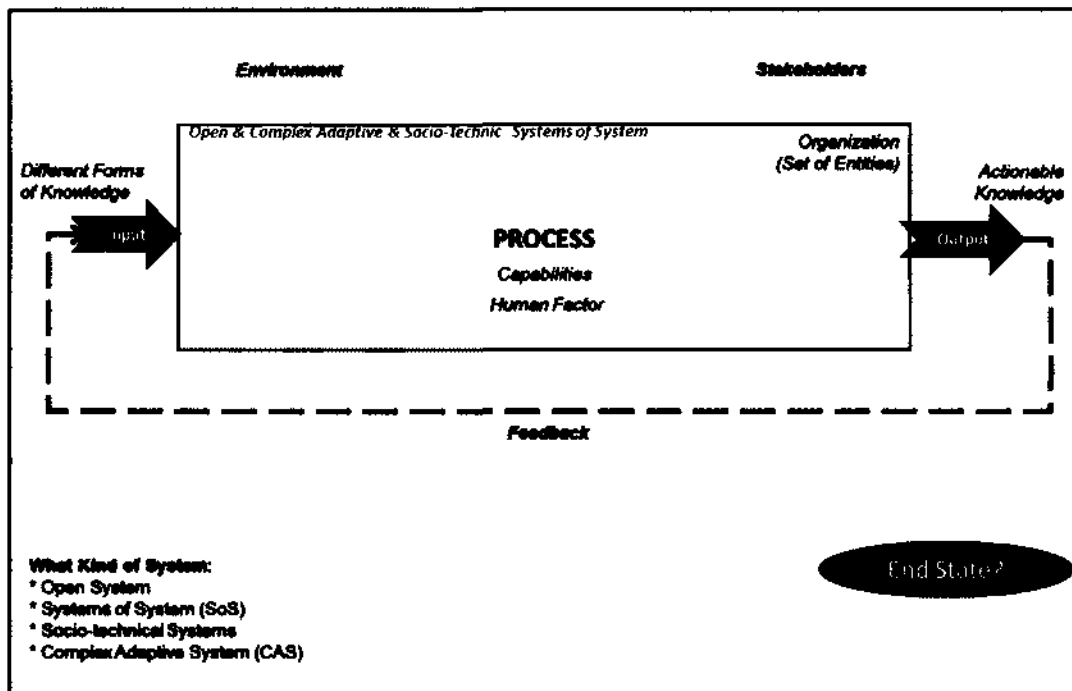 Environment
Stakeholders
Open & Complex Adaptive & Socio-Technic Systems of System
Organization
(Set of Entities)
Different Forms
of Knowledge
Actionable
Knowledge
Input
PROCESS
Output
Capabilities
Human Factor
Feedback
What Kind of System:
* Open System
* Systems of System (SoS)
* Socio-technical Systems
* Complex Adaptive System (CAS)
End State?